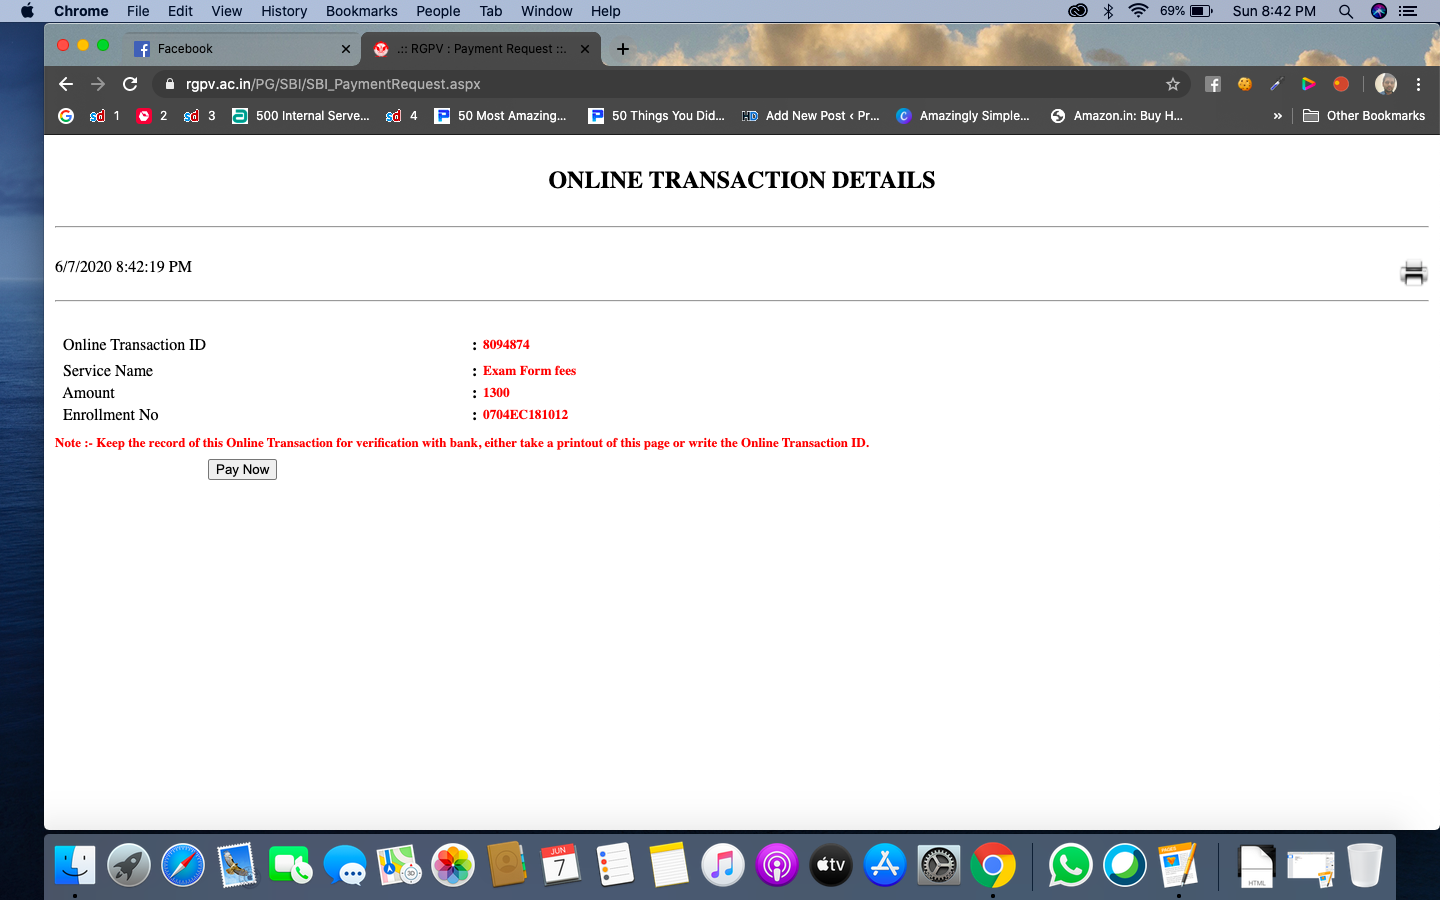 Chrome File Edit View History Bookmarks People Tab Window Help 69% Sun 8:42 PM
Facebook .:: RGPV : Payment Request ::.
rgpv.ac.in/PG/SBI/SBI_PaymentRequest.aspx
1 2 3 500 Internal Serve... 4 50 Most Amazing... 50 Things You Did... Add New Post ‹ Pr... Amazingly Simple... Amazon.in: Buy H... » Other Bookmarks
ONLINE TRANSACTION DETAILS
6/7/2020 8:42:19 PM
Online Transaction ID : 8094874
Service Name : Exam Form fees
Amount : 1300
Enrollment No : 0704EC181012
Note :- Keep the record of this Online Transaction for verification with bank, either take a printout of this page or write the Online Transaction ID.
Pay Now
JUN
7
3D
tv
PAGES
HTML